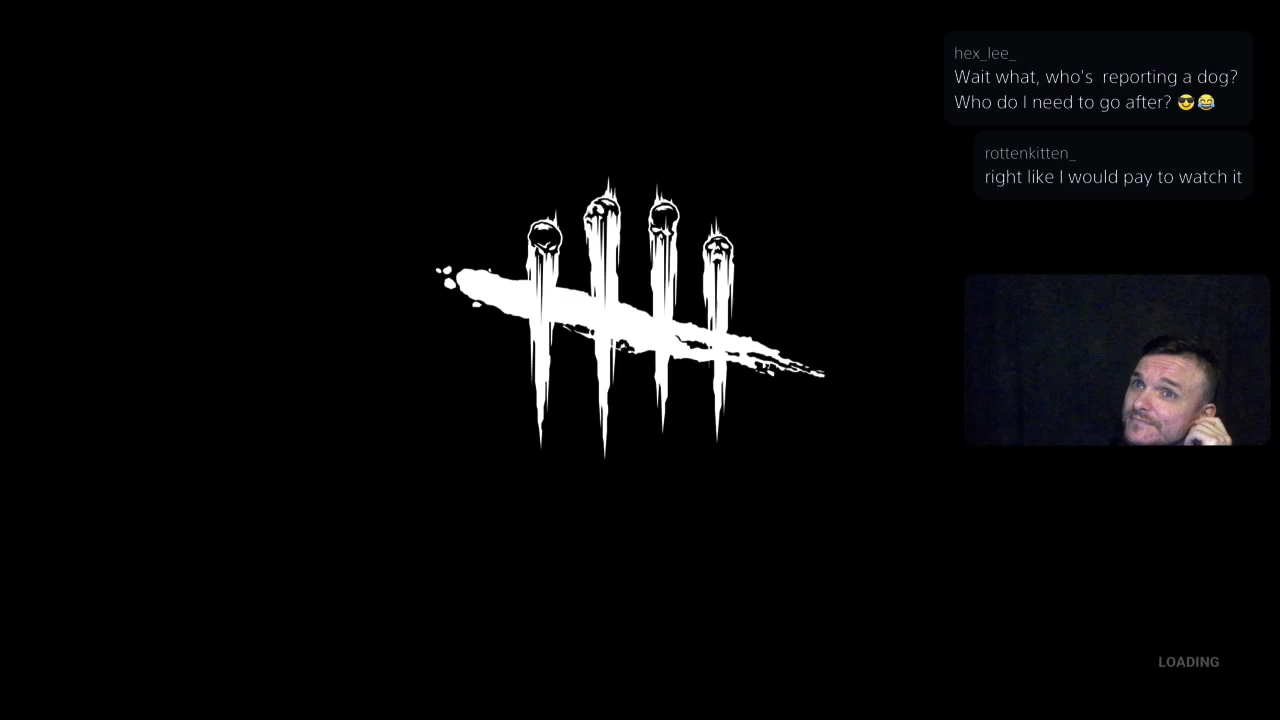 hex_lee_
Wait what, who's  reporting a dog?
Who do I need to go after? 😎😂
rottenkitten_
right like I would pay to watch it
LOADING